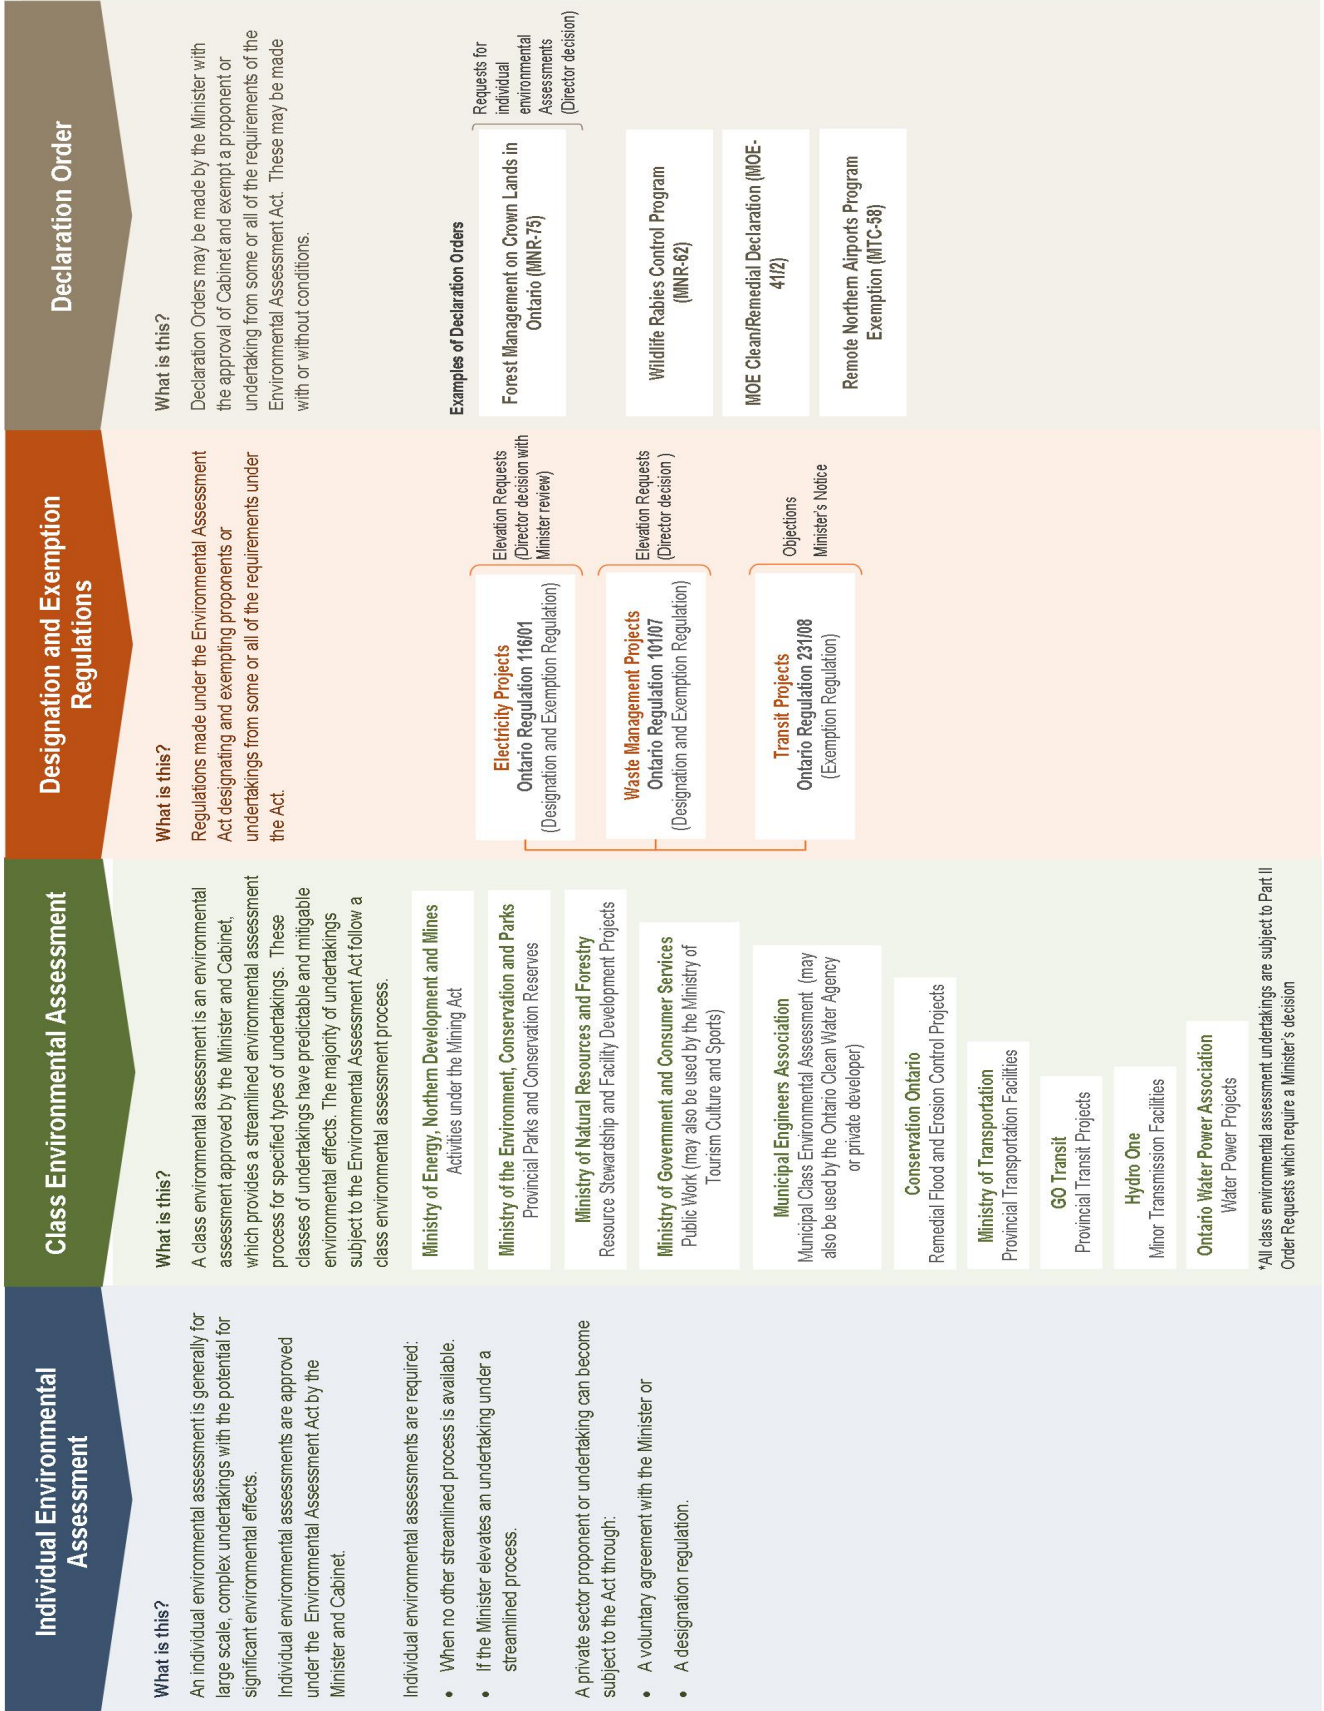 Individual Environmental
Assessment
What is this?
An individual environmental assessment is generally for
large scale, complex undertakings with the potential for
significant environmental effects.
Individual environmental assessments are approved
under the Environmental Assessment Act by the
Minister and Cabinet.
Individual environmental assessments are required:
• When no other streamlined process is available.
• If the Minister elevates an undertaking under a
streamlined process.
A private sector proponent or undertaking can become
subject to the Act through:
• A voluntary agreement with the Minister or
• A designation regulation.
Class Environmental Assessment
What is this?
A class environmental assessment is an environmental
assessment approved by the Minister and Cabinet,
which provides a streamlined environmental assessment
process for specified types of undertakings. These
classes of undertakings have predictable and mitigable
environmental effects. The majority of undertakings
subject to the Environmental Assessment Act follow a
class environmental assessment process.
Ministry of Energy, Northern Development and Mines
Activities under the Mining Act
Ministry of the Environment, Conservation and Parks
Provincial Parks and Conservation Reserves
Ministry of Natural Resources and Forestry
Resource Stewardship and Facility Development Projects
Ministry of Government and Consumer Services
Public Work (may also be used by the Ministry of
Tourism Culture and Sports)
Municipal Engineers Association
Municipal Class Environmental Assessment (may
also be used by the Ontario Clean Water Agency
or private developer)
Conservation Ontario
Remedial Flood and Erosion Control Projects
Ministry of Transportation
Provincial Transportation Facilities
GO Transit
Provincial Transit Projects
Hydro One
Minor Transmission Facilities
Ontario Water Power Association
Water Power Projects
*All class environmental assessment undertakings are subject to Part II
Order Requests which require a Minister's decision
Designation and Exemption
Regulations
What is this?
Regulations made under the Environmental Assessment
Act designating and exempting proponents or
undertakings from some or all of the requirements under
the Act.
Electricity Projects
Ontario Regulation 116/01
(Designation and Exemption Regulation)
Elevation Requests
(Director decision with
Minister review)
Waste Management Projects
Ontario Regulation 101/07
(Designation and Exemption Regulation)
Elevation Requests
(Director decision )
Transit Projects
Ontario Regulation 231/08
(Exemption Regulation)
Objections
Minister's Notice
Declaration Order
What is this?
Declaration Orders may be made by the Minister with
the approval of Cabinet and exempt a proponent or
undertaking from some or all of the requirements of the
Environmental Assessment Act. These may be made
with or without conditions.
Examples of Declaration Orders
Forest Management on Crown Lands in
Ontario (MNR-75)
Requests for
individual
environmental
Assessments
(Director decision)
Wildlife Rabies Control Program
(MNR-62)
MOE Clean/Remedial Declaration (MOE-
41/2)
Remote Northern Airports Program
Exemption (MTC-58)